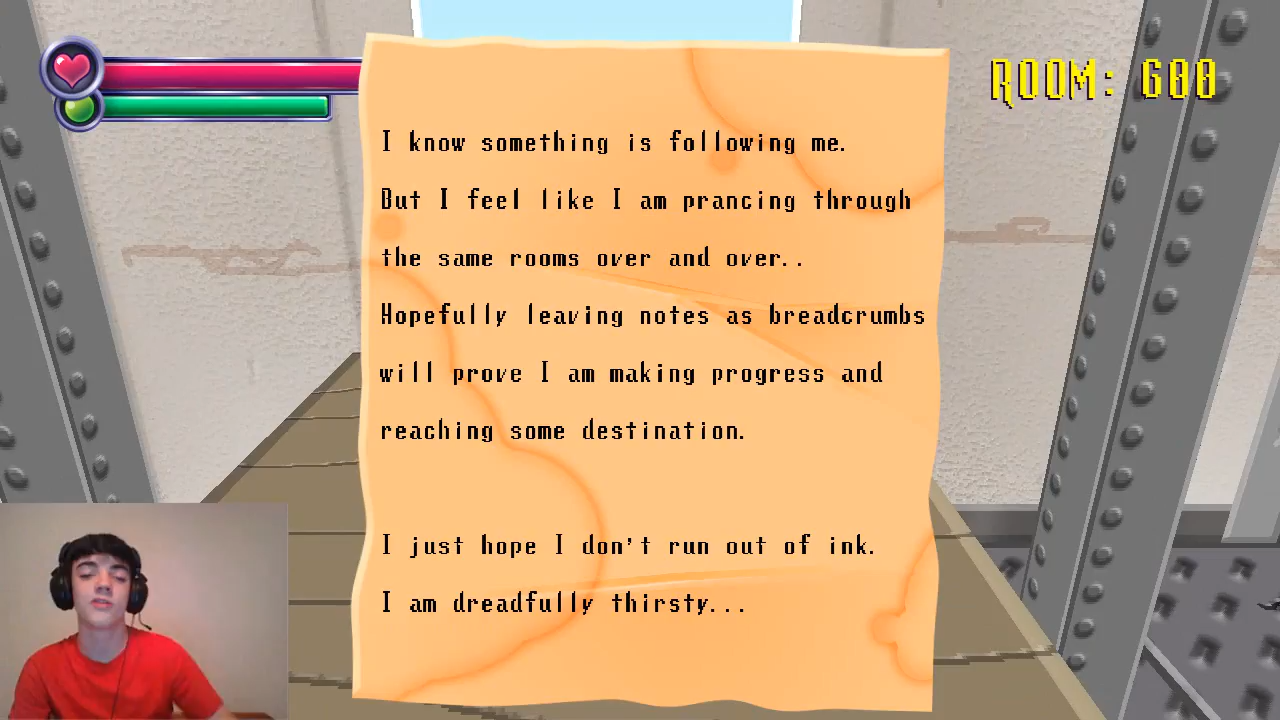 ROOM: 600
I know something is following me.
But I feel like I am prancing through
the same rooms over and over..
Hopefully leaving notes as breadcrumbs
will prove I am making progress and
reaching some destination.
I just hope I don't run out of ink.
I am dreadfully thirsty...